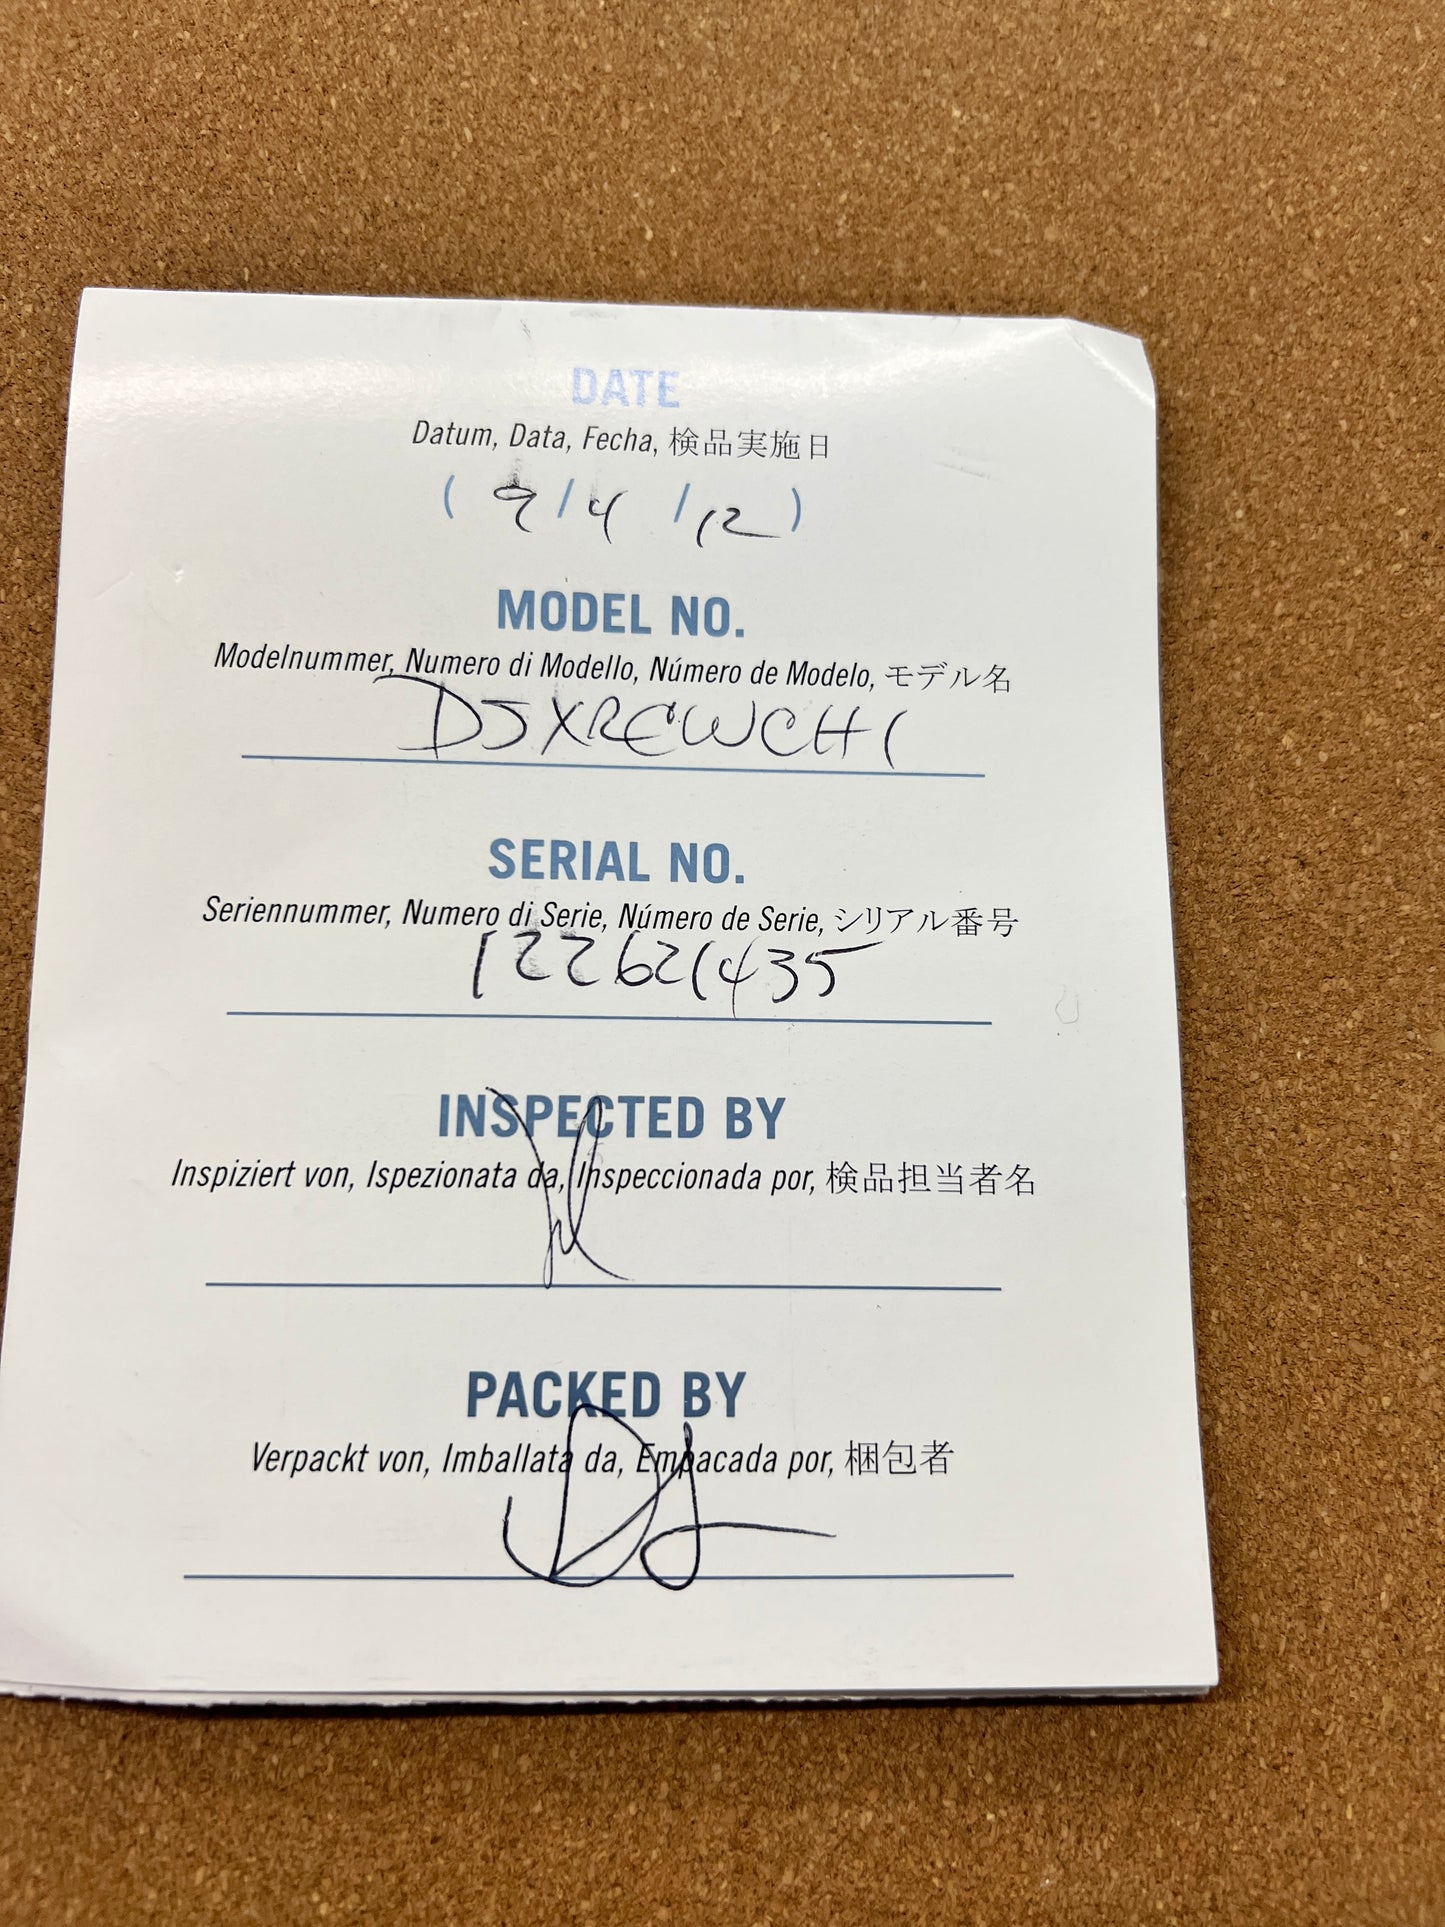 DATE
Datum, Data, Fecha, 検品実施日
( 9 / 4 / 12 )
MODEL NO.
Modelnummer, Numero di Modello, Número de Modelo, モデル名
DSXRCWCH1
SERIAL NO.
Seriennummer, Numero di Serie, Número de Serie, シリアル番号
122621435
INSPECTED BY
Inspiziert von, Ispezionata da, Inspeccionada por, 検品担当者名
PACKED BY
Verpackt von, Imballata da, Empacada por, 梱包者